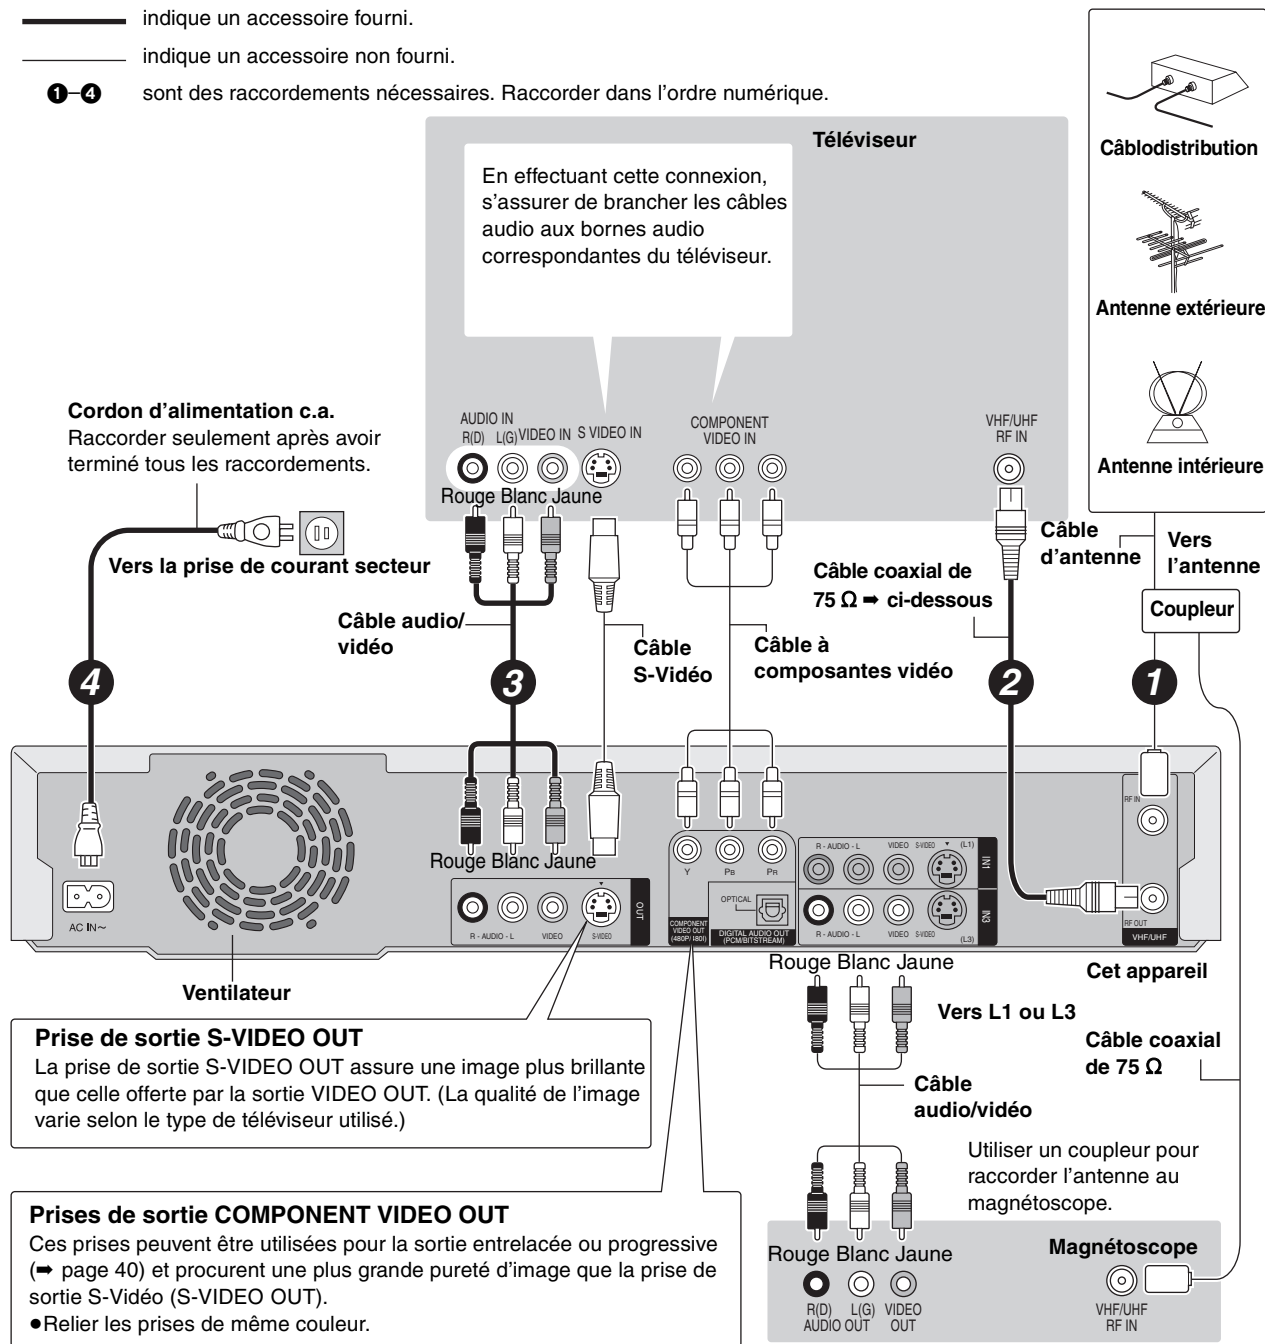 indique un accessoire fourni.
indique un accessoire non fourni.
❶–❹ sont des raccordements nécessaires. Raccorder dans l’ordre numérique.
Téléviseur
En effectuant cette connexion,
s’assurer de brancher les câbles
audio aux bornes audio
correspondantes du téléviseur.
Câblodistribution
Antenne extérieure
Antenne intérieure
Cordon d’alimentation c.a.
Raccorder seulement après avoir
terminé tous les raccordements.
AUDIO IN
R(D) L(G) VIDEO IN S VIDEO IN
COMPONENT
VIDEO IN
VHF/UHF
RF IN
Rouge Blanc Jaune
Vers la prise de courant secteur
Câble
d’antenne
Vers
l’antenne
Câble coaxial de
75 Ω ➡ ci-dessous
Coupleur
Câble audio/
vidéo
Câble
S-Vidéo
Câble à
composantes vidéo
4
3
2
1
RF IN
Rouge Blanc Jaune
Y PB PR
R - AUDIO - L VIDEO S-VIDEO (L1)
IN1
OPTICAL
OUT
R - AUDIO - L VIDEO S-VIDEO
COMPONENT
VIDEO OUT
(480P/480I)
DIGITAL AUDIO OUT
(PCM/BITSTREAM)
R - AUDIO - L VIDEO S-VIDEO (L3)
IN3
RF OUT
VHF/UHF
AC IN~
Ventilateur
Rouge Blanc Jaune
Cet appareil
Vers L1 ou L3
Prise de sortie S-VIDEO OUT
La prise de sortie S-VIDEO OUT assure une image plus brillante
que celle offerte par la sortie VIDEO OUT. (La qualité de l’image
varie selon le type de téléviseur utilisé.)
Câble coaxial
de 75 Ω
Câble
audio/vidéo
Utiliser un coupleur pour
raccorder l’antenne au
magnétoscope.
Prises de sortie COMPONENT VIDEO OUT
Ces prises peuvent être utilisées pour la sortie entrelacée ou progressive
(➡ page 40) et procurent une plus grande pureté d’image que la prise de
sortie S-Vidéo (S-VIDEO OUT).
●Relier les prises de même couleur.
Rouge Blanc Jaune
Magnétoscope
R(D) L(G) VIDEO
AUDIO OUT OUT
VHF/UHF
RF IN